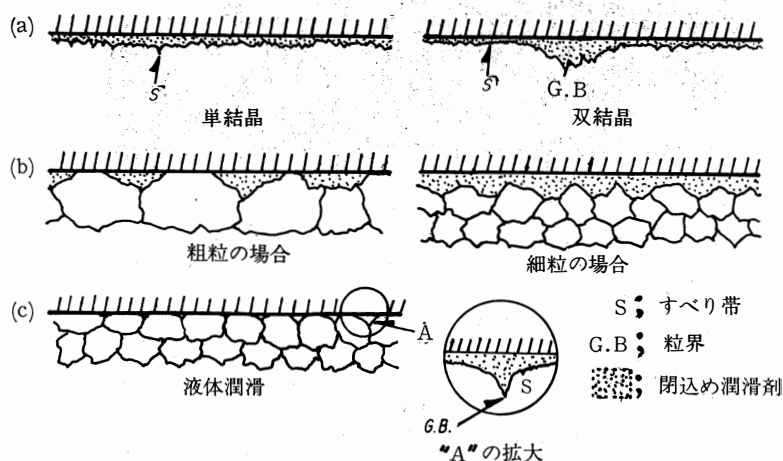 (a)
S
単結晶
S
G.B
双結晶
(b)
粗粒の場合
細粒の場合
(c)
A
液体潤滑
S
G.B.
"A"の拡大
S ; すべり帯
G.B ; 粒界
; 閉込め潤滑剤